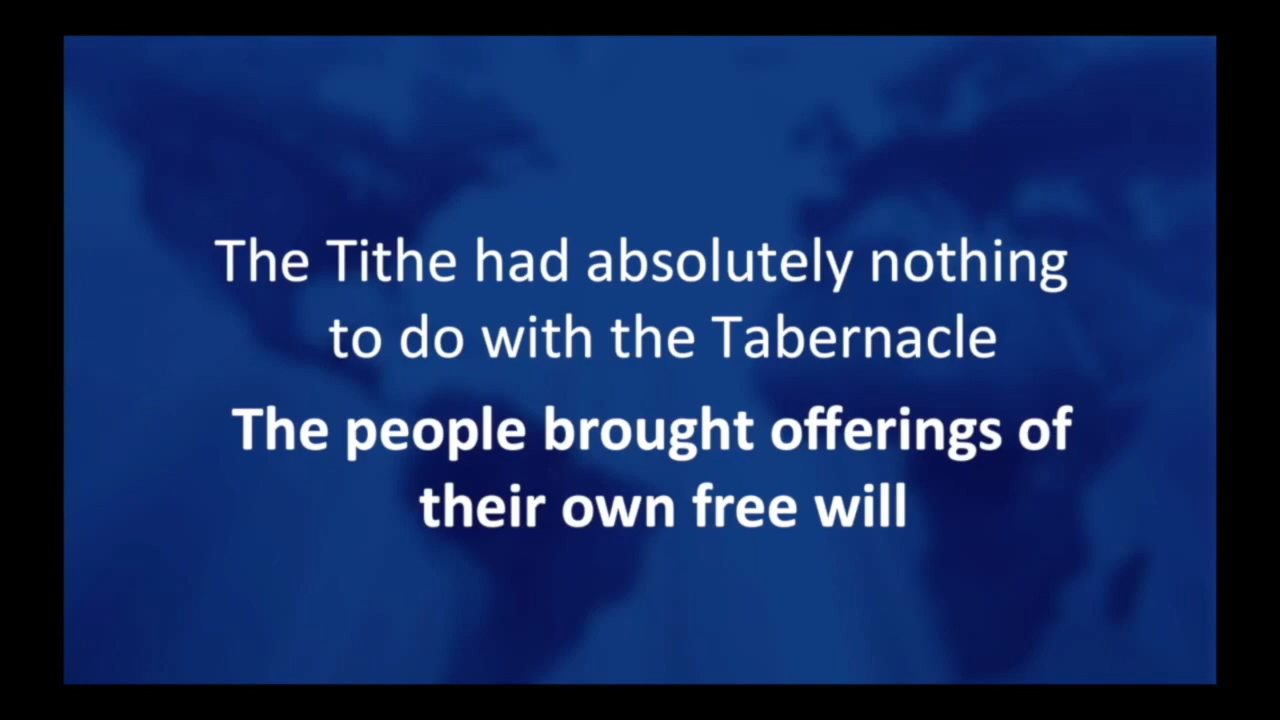 The Tithe had absolutely nothing
to do with the Tabernacle
The people brought offerings of
their own free will